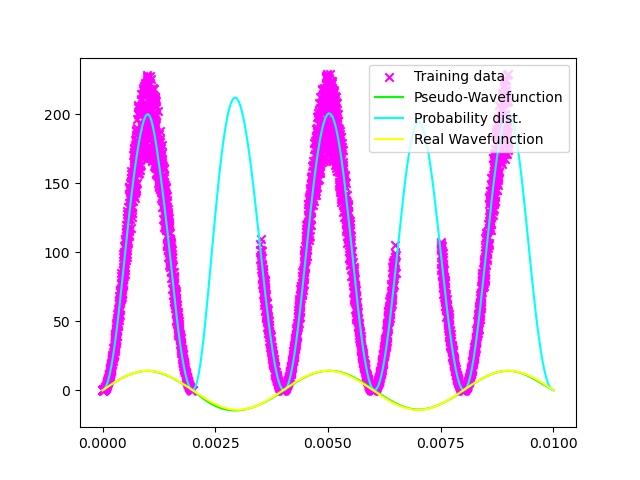 Training data
Pseudo-Wavefunction
Probability dist.
Real Wavefunction
200
150
100
50
0
0.0000 0.0025 0.0050 0.0075 0.0100